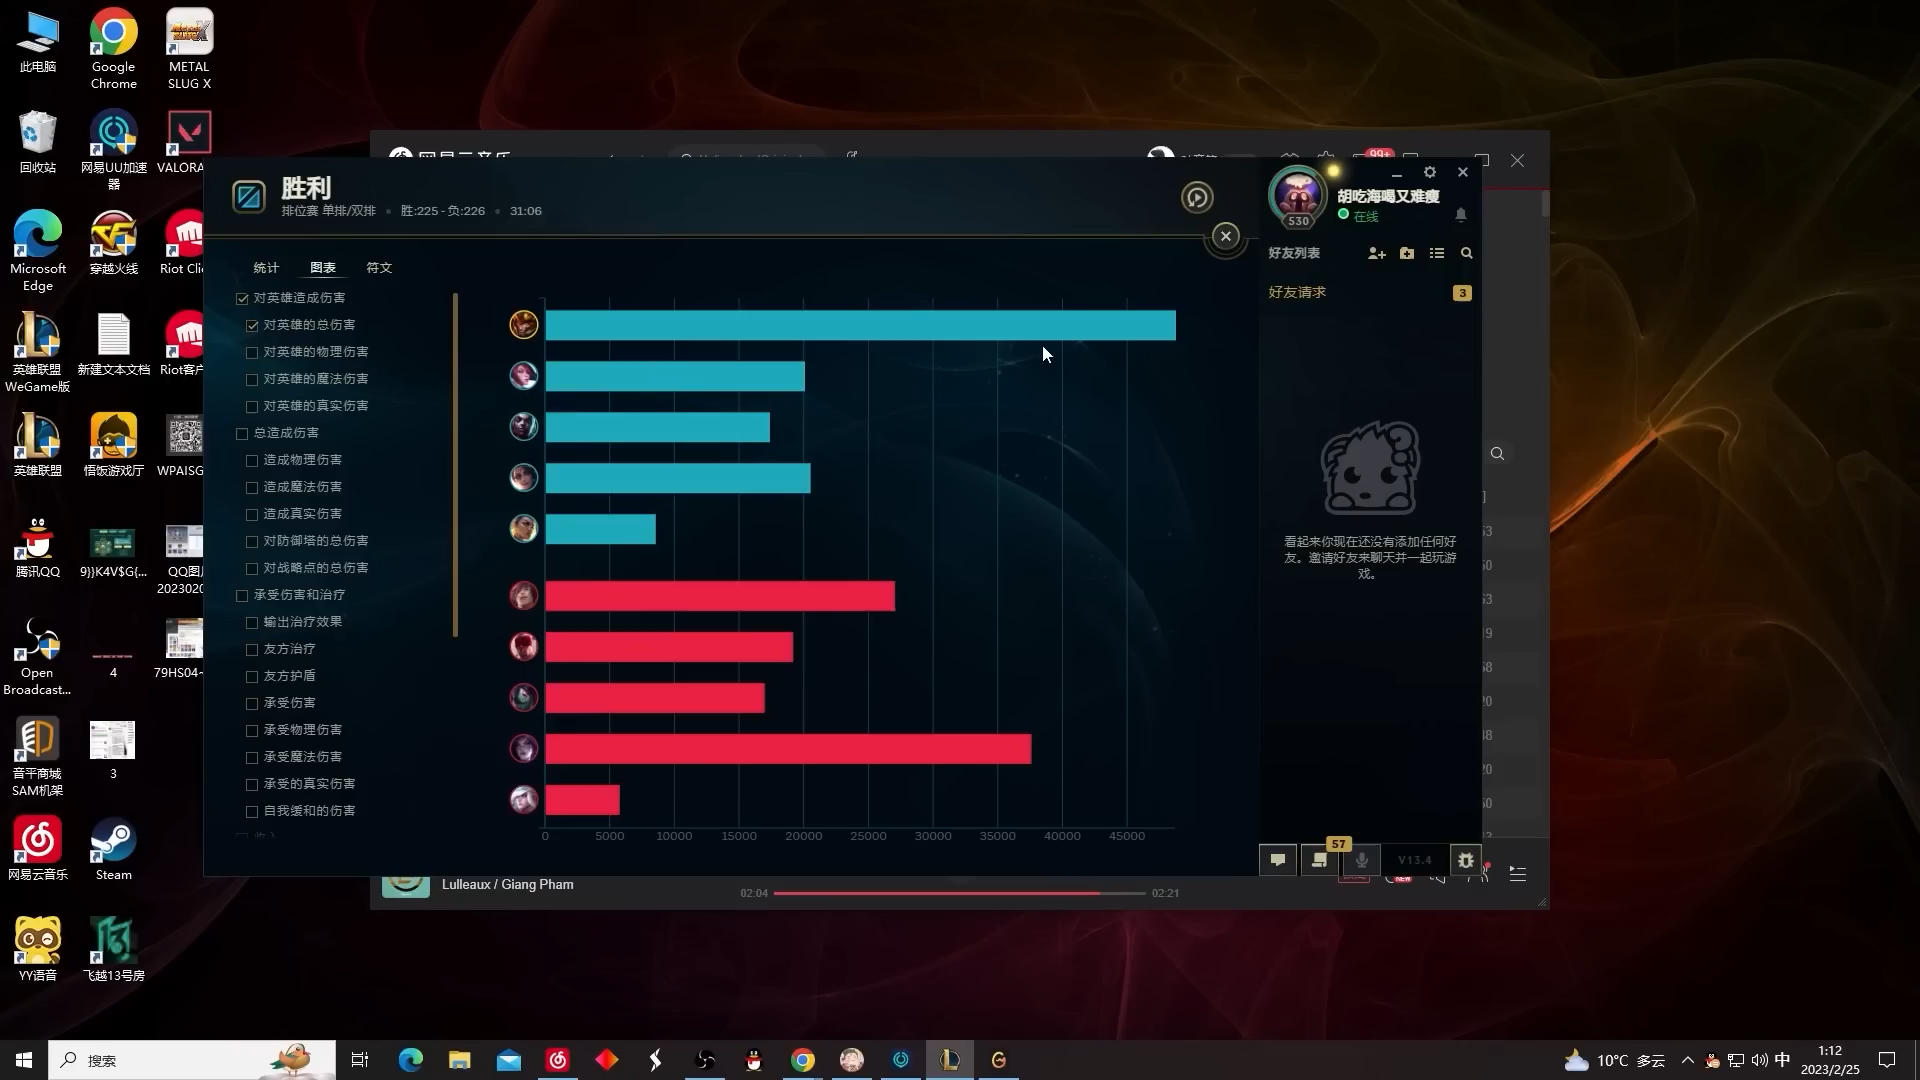 此电脑
Google
Chrome
METAL
SLUG X
回收站
网易UU加速
器
VALORA
Microsoft
Edge
穿越火线
Riot Clie
英雄联盟
WeGame版
新建文本文档
Riot客户
英雄联盟
悟饭游戏厅
WPAISG
腾讯QQ
9}}K4V$G{...
QQ图片
2023020
Open
Broadcast...
4
79HS04~
音平商城
SAM机架
3
网易云音乐
Steam
YY语音
飞越13号房
99+
胜利
排位赛 单排/双排
胜:225 - 负:226
31:06
统计
图表
符文
对英雄造成伤害
对英雄的总伤害
对英雄的物理伤害
对英雄的魔法伤害
对英雄的真实伤害
总造成伤害
造成物理伤害
造成魔法伤害
造成真实伤害
对防御塔的总伤害
对战略点的总伤害
承受伤害和治疗
输出治疗效果
友方治疗
友方护盾
承受伤害
承受物理伤害
承受魔法伤害
承受的真实伤害
自我缓和的伤害
0
5000
10000
15000
20000
25000
30000
35000
40000
45000
530
胡吃海喝又难瘦
在线
好友列表
好友请求
3
看起来你现在还没有添加任何好
友。邀请好友来聊天并一起玩游
戏。
57
V13.4
NEW
Lulleaux / Giang Pham
02:04
02:21
搜索
10°C 多云
中
1:12
2023/2/25